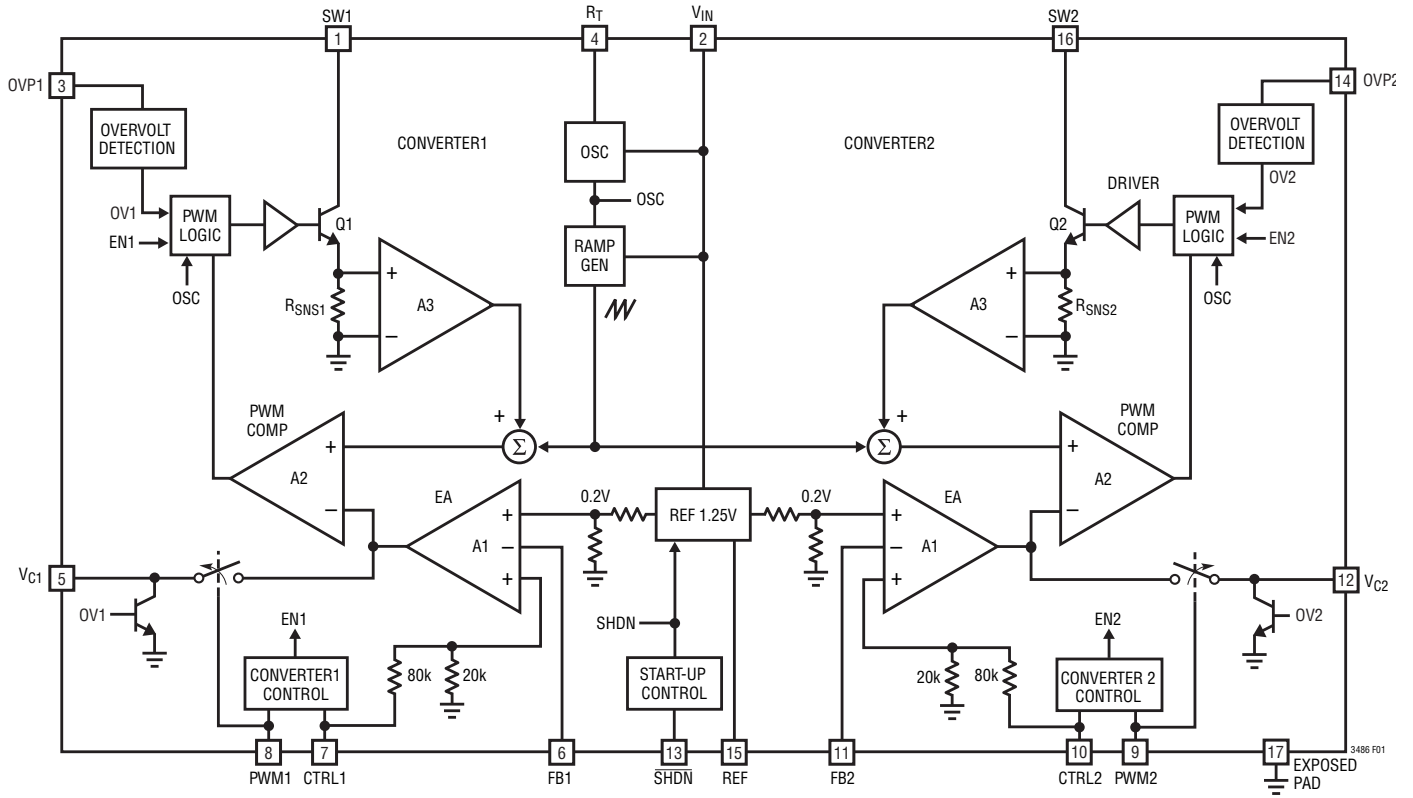 SW1
1
RT
4
VIN
2
SW2
16
OVP1
3
14
OVP2
OVERVOLT
DETECTION
CONVERTER1
OSC
OSC
CONVERTER2
OVERVOLT
DETECTION
OV1
EN1
PWM
LOGIC
OSC
Q1
RSNS1
+
–
A3
RAMP
GEN
DRIVER
OV2
PWM
LOGIC
EN2
OSC
Q2
RSNS2
+
–
A3
PWM
COMP
+
–
A2
+
Σ
+
Σ
PWM
COMP
+
–
A2
EA
+
–
+
A1
0.2V
REF 1.25V
0.2V
EA
+
–
+
A1
VC1
5
OV1
12
VC2
OV2
EN1
CONVERTER1
CONTROL
80k
20k
SHDN
START-UP
CONTROL
20k
80k
EN2
CONVERTER 2
CONTROL
8
PWM1
7
CTRL1
6
FB1
13
SHDN
15
REF
11
FB2
10
CTRL2
9
PWM2
17
EXPOSED
PAD
3486 F01